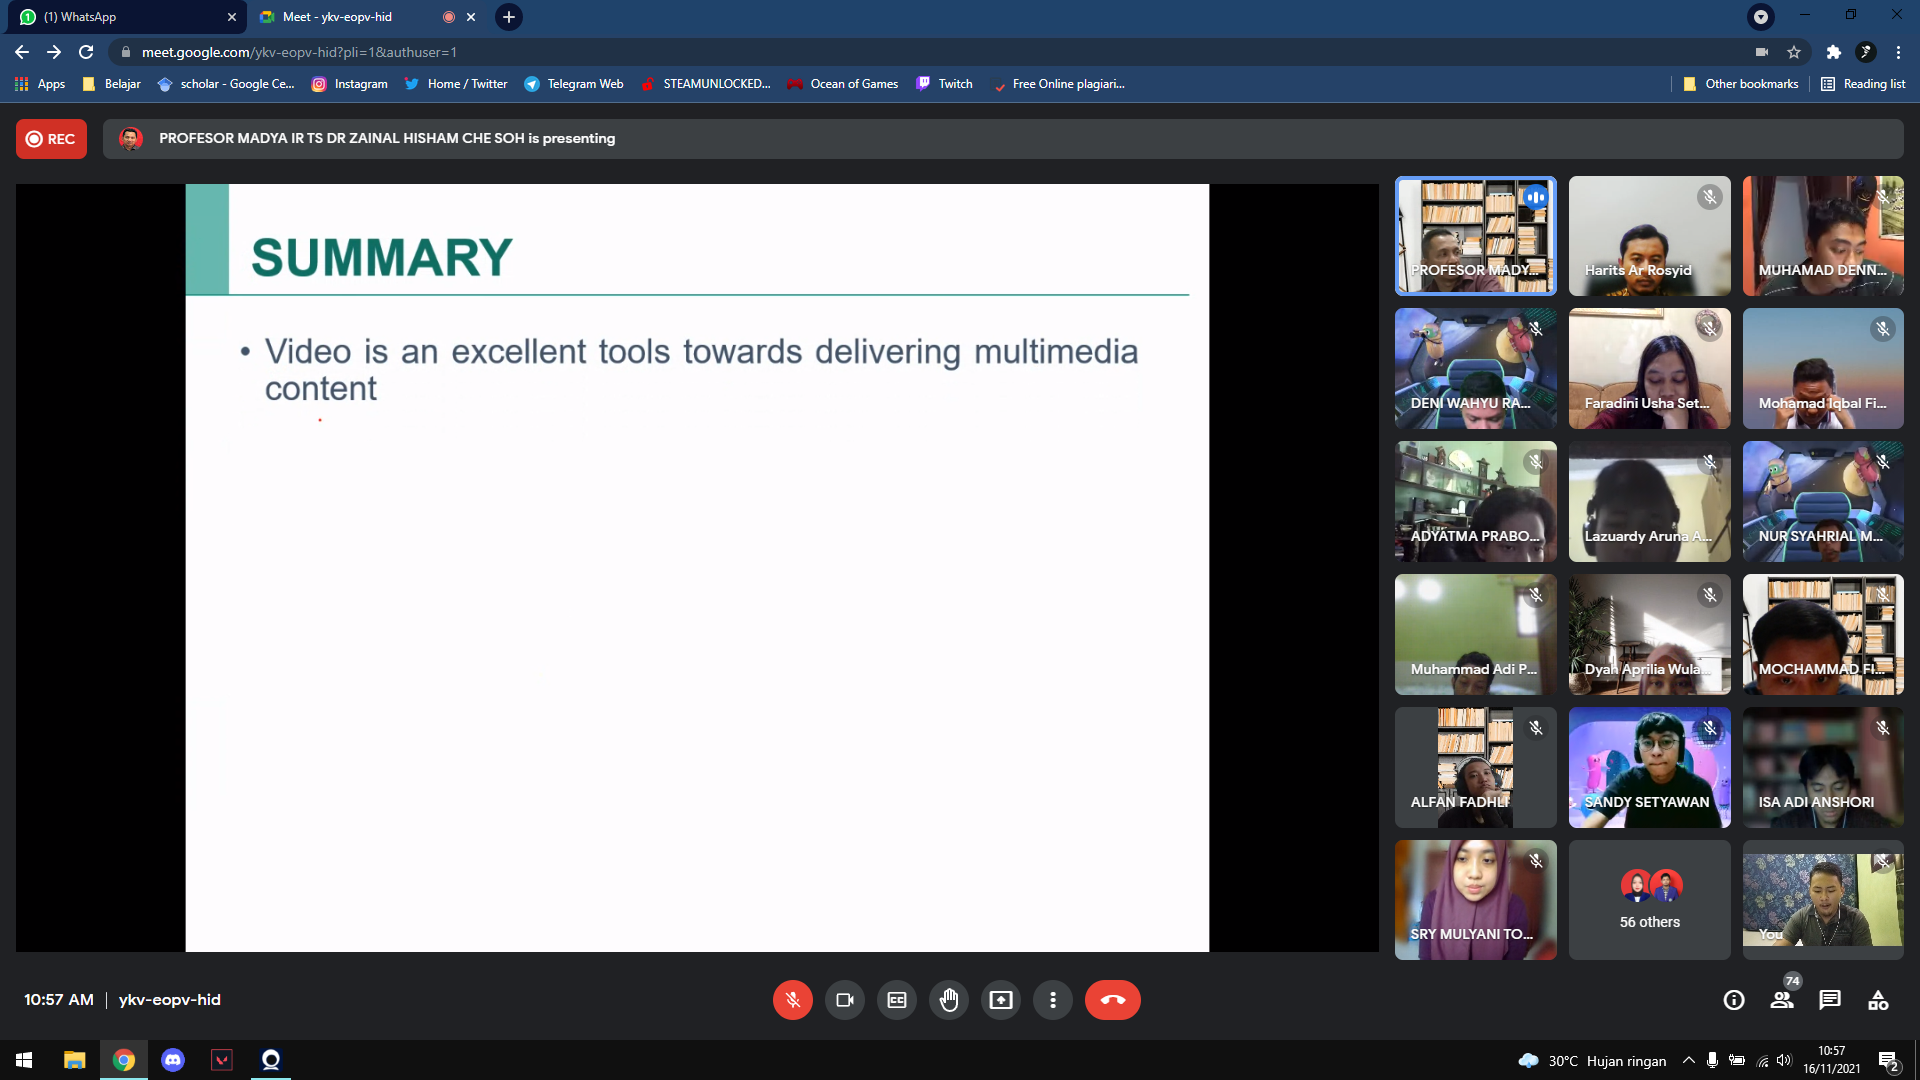 (1) WhatsApp
Meet - ykv-eopv-hid
meet.google.com/ykv-eopv-hid?pli=1&authuser=1
Apps
Belajar
scholar - Google Ce...
Instagram
Home / Twitter
Telegram Web
STEAMUNLOCKED...
Ocean of Games
Twitch
Free Online plagiari...
Other bookmarks
Reading list
REC
PROFESOR MADYA IR TS DR ZAINAL HISHAM CHE SOH is presenting
SUMMARY
• Video is an excellent tools towards delivering multimedia
content
PROFESOR MADY...
Harits Ar Rosyid
MUHAMAD DENN...
DENI WAHYU RA...
Faradini Usha Set...
Mohamad Iqbal Fi...
ADYATMA PRABO...
Lazuardy Aruna A...
NUR SYAHRIAL M...
Muhammad Adi P...
Dyah Aprilia Wula...
MOCHAMMAD FI...
ALFAN FADHLI
SANDY SETYAWAN
ISA ADI ANSHORI
SRY MULYANI TO...
56 others
You
10:57 AM | ykv-eopv-hid
74
30°C Hujan ringan
10:57
16/11/2021
2